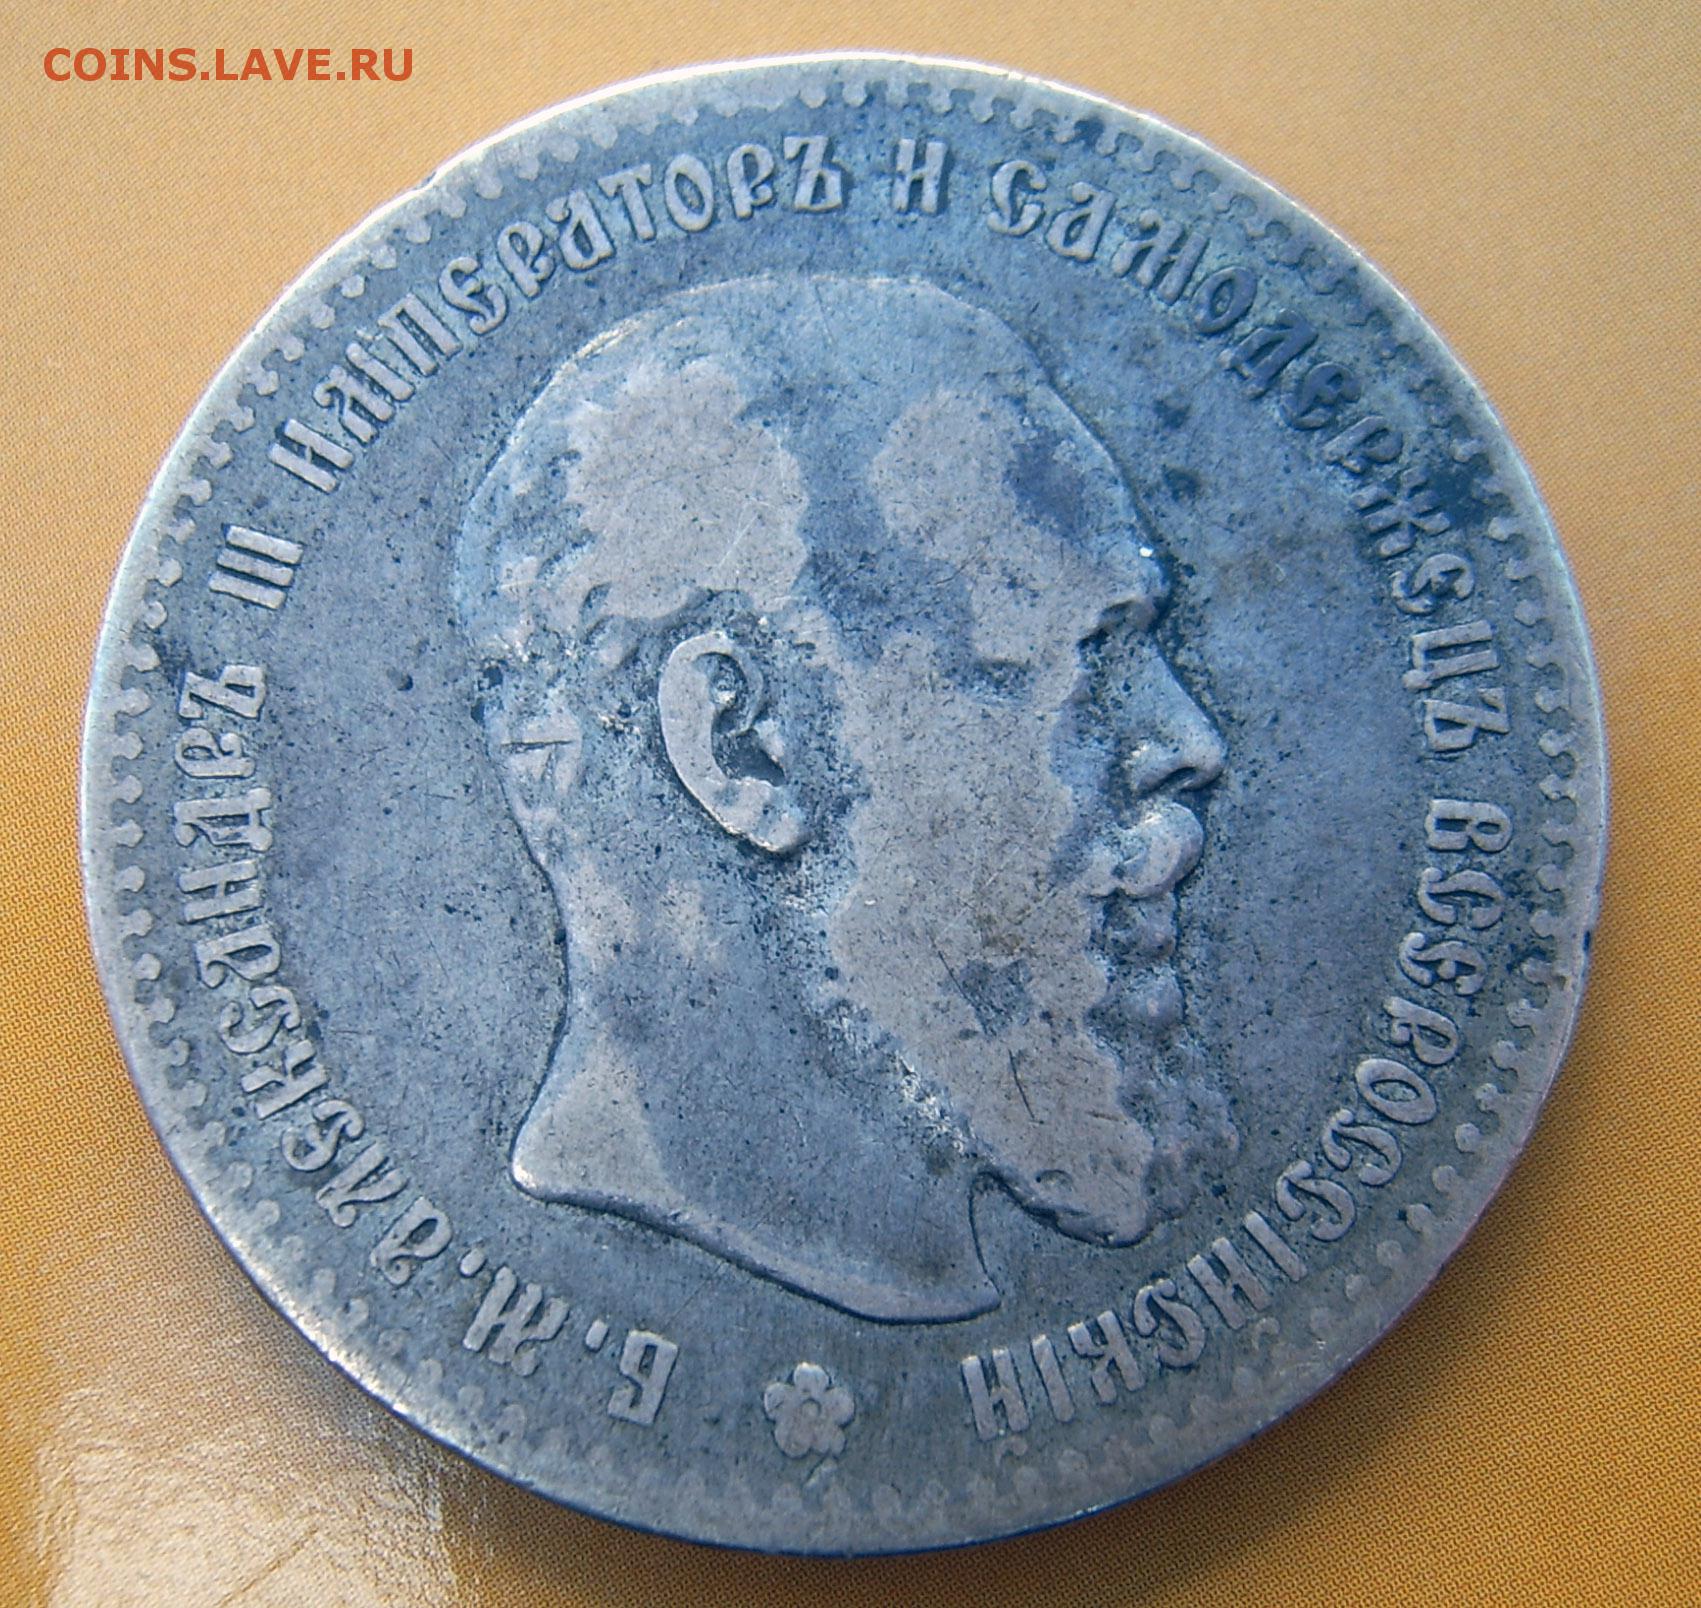 COINS.LAVE.RU
Б. М. АЛЕКСАНДРЪ III ИМПЕРАТОРЪ И САМОДЕРЖЕЦЪ ВСЕРОССІЙСКІЙ